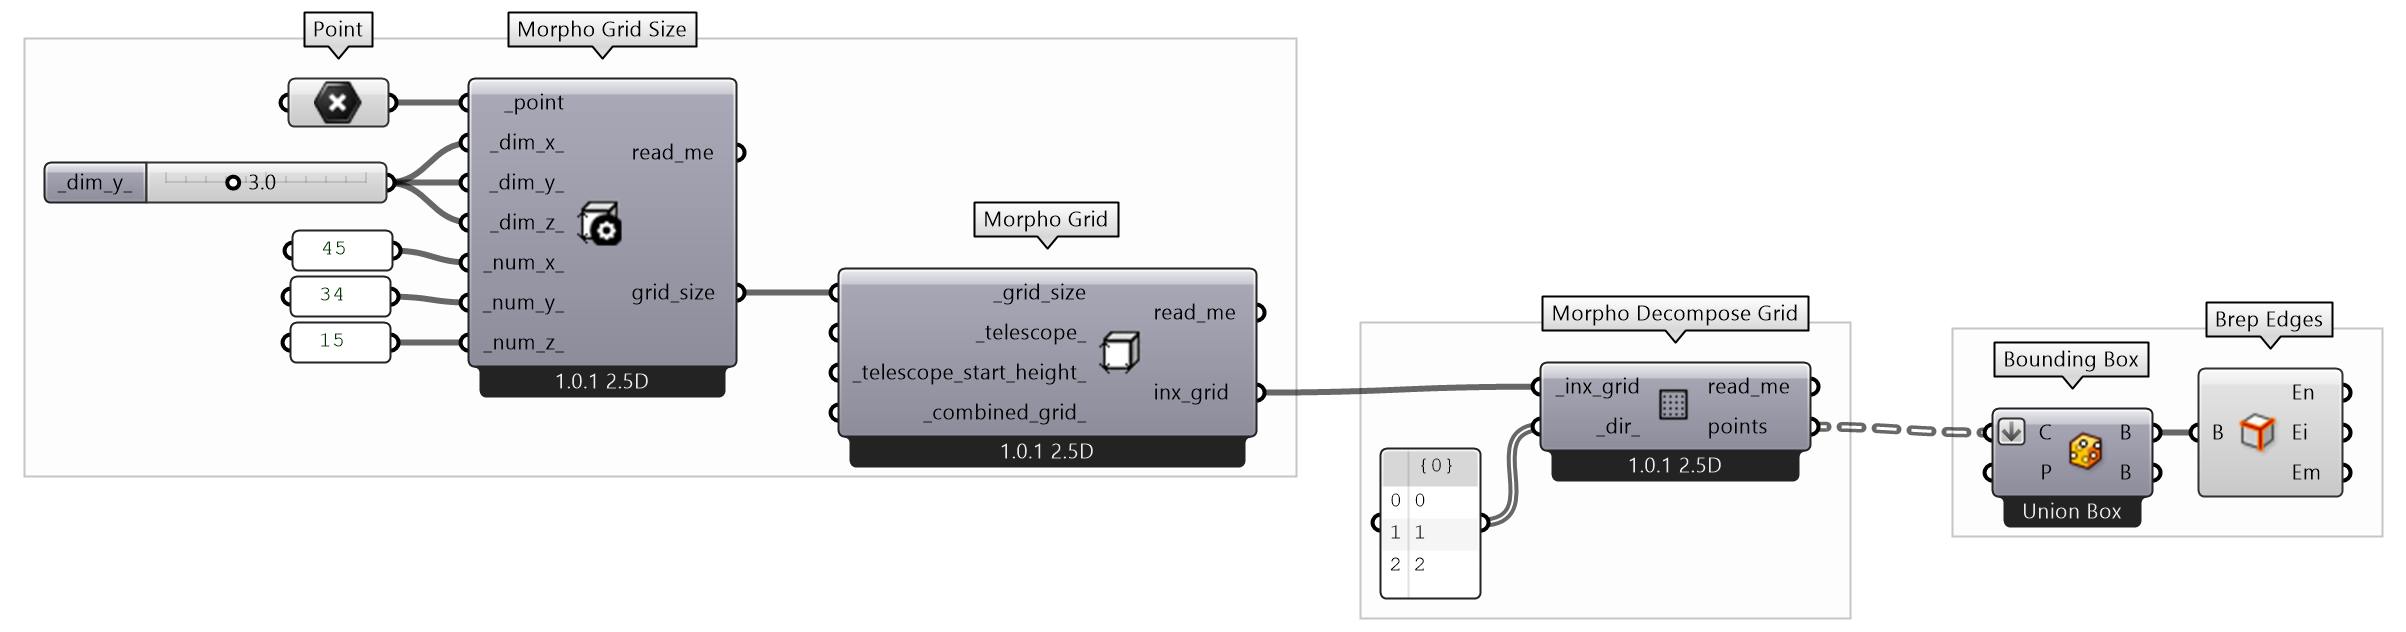 Point
Morpho Grid Size
_point
_dim_x_
read_me
_dim_y_ 3.0
_dim_y_
_dim_z_
45
_num_x_
34
_num_y_
grid_size
15
_num_z_
1.0.1 2.5D
Morpho Grid
_grid_size
read_me
_telescope_
_telescope_start_height_
inx_grid
_combined_grid_
1.0.1 2.5D
Morpho Decompose Grid
_inx_grid read_me
_dir_ points
1.0.1 2.5D
{0}
0 0
1 1
2 2
Bounding Box
C B
P B
Union Box
Brep Edges
En
B Ei
Em